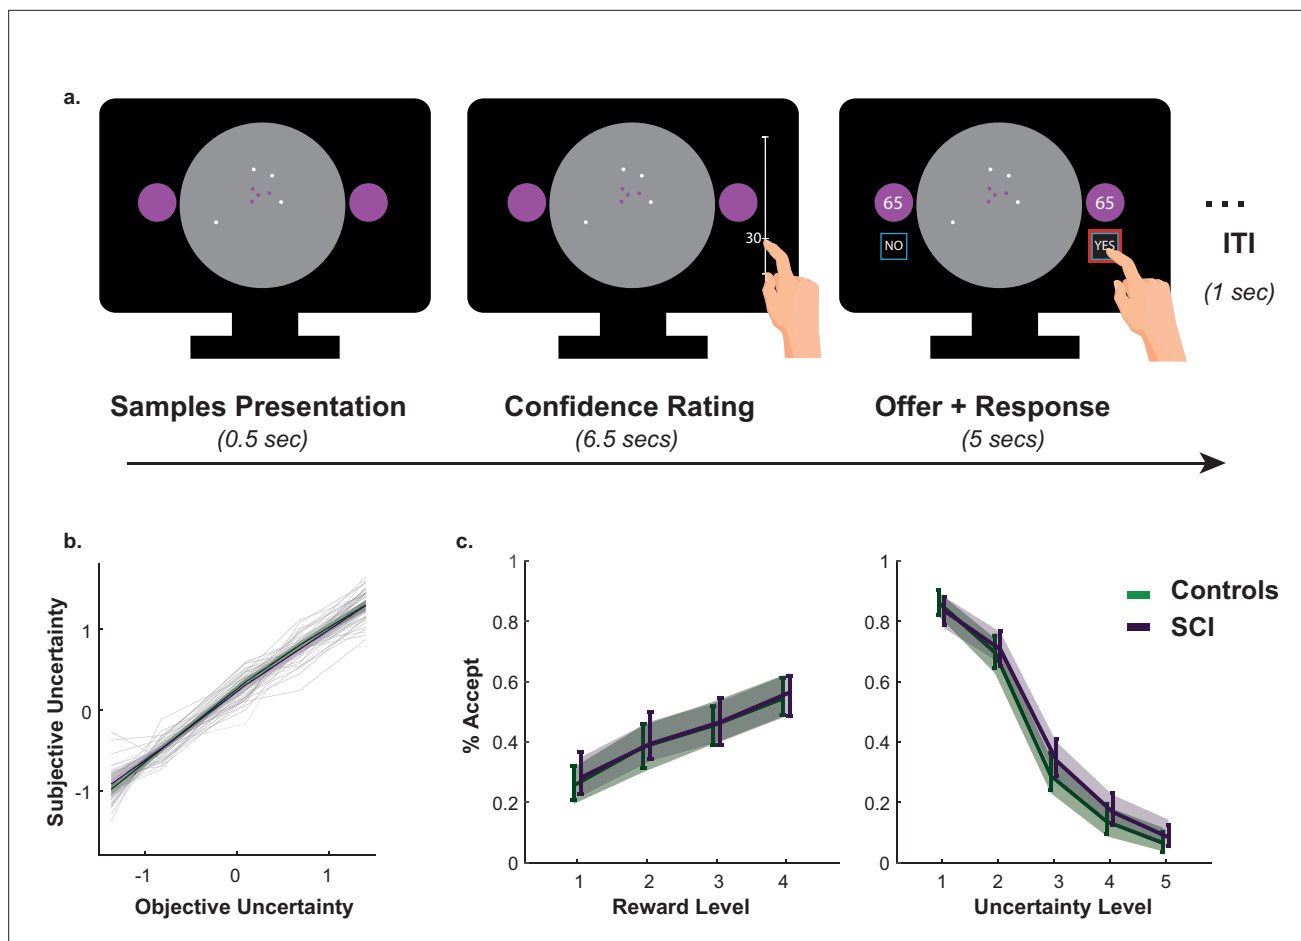 a.
30
65
65
NO
YES
...
ITI
(1 sec)
Samples Presentation
(0.5 sec)
Confidence Rating
(6.5 secs)
Offer + Response
(5 secs)
b.
Subjective Uncertainty
1
0
-1
-1
0
1
Objective Uncertainty
c.
% Accept
1
0.8
0.6
0.4
0.2
0
1
2
3
4
Reward Level
1
0.8
0.6
0.4
0.2
0
1
2
3
4
5
Uncertainty Level
Controls
SCI